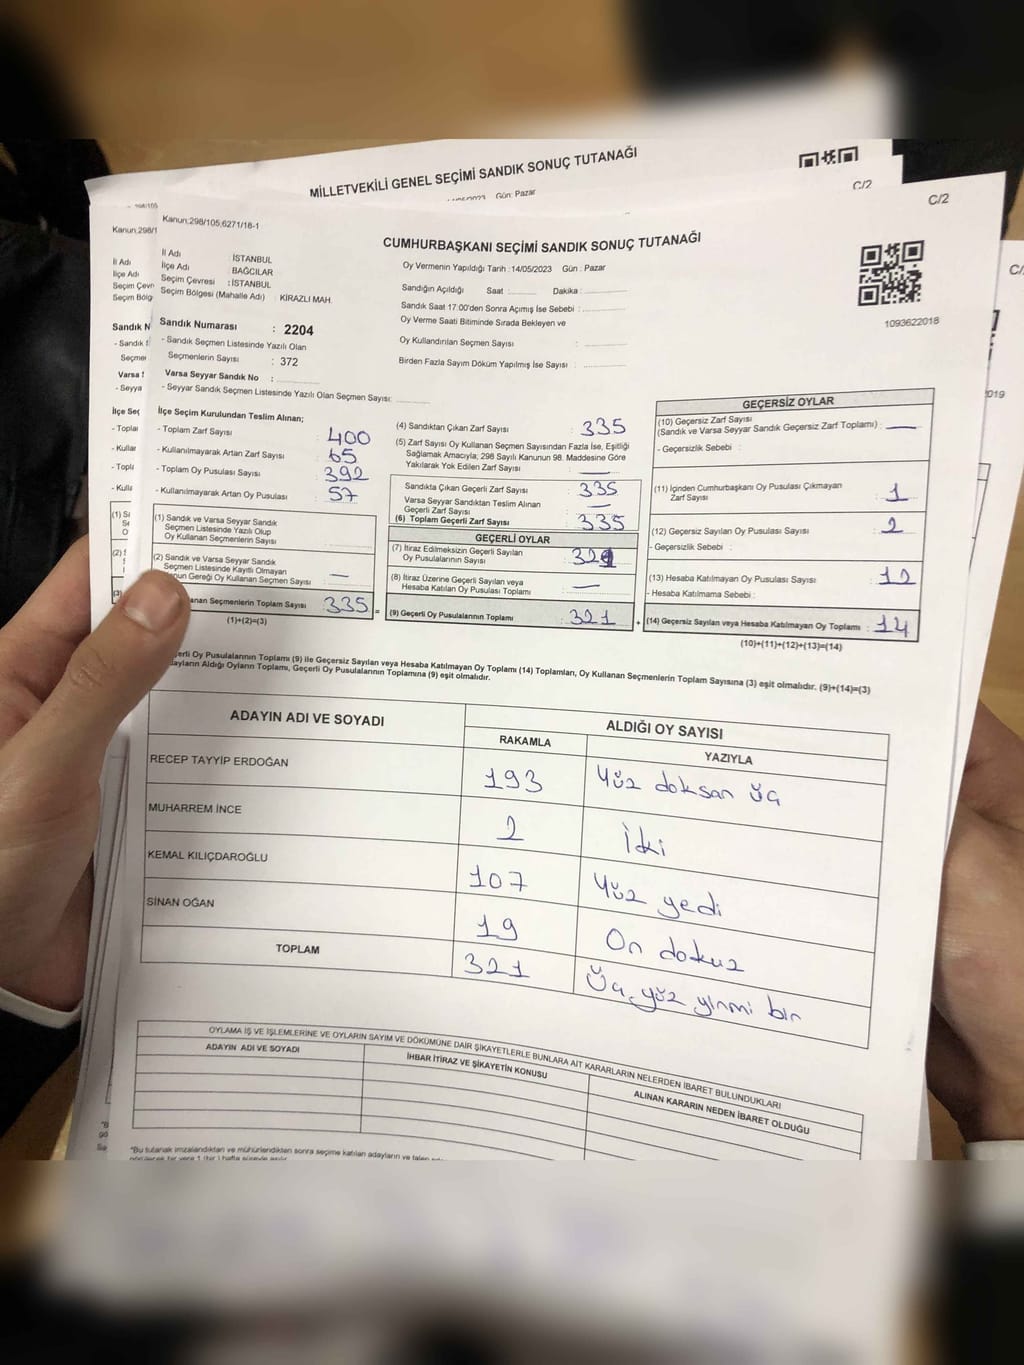 MİLLETVEKİLİ GENEL SEÇİMİ SANDIK SONUÇ TUTANAĞI
Gün: Pazar
C/2
C/2
Kanun;298/105;6271/16-1
CUMHURBAŞKANI SEÇİMİ SANDIK SONUÇ TUTANAĞI
İl Adı : İSTANBUL
İlçe Adı : BAĞCILAR
Seçim Çevresi : İSTANBUL
Seçim Bölgesi (Mahalle Adı) : KİRAZLI MAH.
Oy Vermenin Yapıldığı Tarih : 14/05/2023 Gün : Pazar
Sandığın Açıldığı Saat :.......... Dakika : ..........
Sandık Saat 17:00'den Sonra Açımış İse Sebebi : ..........
Oy Verme Saati Bitiminde Sırada Bekleyen ve
Oy Kullandırılan Seçmen Sayısı : ..........
Birden Fazla Sayım Döküm Yapılmış İse Sayısı : ..........
1093622018
Sandık Numarası : 2204
- Sandık Seçmen Listesinde Yazılı Olan
Seçmenlerin Sayısı : 372
Varsa Seyyar Sandık No : ..........
- Seyyar Sandık Seçmen Listesinde Yazılı Olan Seçmen Sayısı: ..........
İlçe Seçim Kurulundan Teslim Alınan;
- Toplam Zarf Sayısı : 400
- Kullanılmayarak Artan Zarf Sayısı : 65
- Toplam Oy Pusulası Sayısı : 392
- Kullanılmayarak Artan Oy Pusulası : 57
(1) Sandık ve Varsa Seyyar Sandık
Seçmen Listesinde Yazılı Olup
Oy Kullanan Seçmenlerin Sayısı : ..........
(2) Sandık ve Varsa Seyyar Sandık
Seçmen Listesinde Kayıtlı Olmayan
Gereği Oy Kullanan Seçmen Sayısı : —
Seçmenlerin Toplam Sayısı : 335 =
(1)+(2)=(3)
(4) Sandıktan Çıkan Zarf Sayısı : 335
(5) Zarf Sayısı Oy Kullanan Seçmen Sayısından Fazla İse, Eşitliği
Sağlamak Amacıyla; 298 Sayılı Kanunun 98. Maddesine Göre
Yakılarak Yok Edilen Zarf Sayısı : —
Sandıkta Çıkan Geçerli Zarf Sayısı : 335
Varsa Seyyar Sandıktan Teslim Alınan
Geçerli Zarf Sayısı : —
(6) Toplam Geçerli Zarf Sayısı : 335
GEÇERLİ OYLAR
(7) İtiraz Edilmeksizin Geçerli Sayılan
Oy Pusulalarının Sayısı : 321
(8) İtiraz Üzerine Geçerli Sayılan veya
Hesaba Katılan Oy Pusulası Toplamı : —
(9) Geçerli Oy Pusulalarının Toplamı : 321 +
GEÇERSİZ OYLAR
(10) Geçersiz Zarf Sayısı
(Sandık ve Varsa Seyyar Sandık Geçersiz Zarf Toplamı) : —
- Geçersizlik Sebebi :
(11) İçinden Cumhurbaşkanı Oy Pusulası Çıkmayan
Zarf Sayısı : 1
(12) Geçersiz Sayılan Oy Pusulası Sayısı : 2
- Geçersizlik Sebebi :
(13) Hesaba Katılmayan Oy Pusulası Sayısı : 12
- Hesaba Katılmama Sebebi :
(14) Geçersiz Sayılan veya Hesaba Katılmayan Oy Toplamı : 14
(10)+(11)+(12)+(13)=(14)
Oy Pusulalarının Toplamı (9) ile Geçersiz Sayılan veya Hesaba Katılmayan Oy Toplamı (14) Toplamları, Oy Kullanan Seçmenlerin Toplam Sayısına (3) eşit olmalıdır. (9)+(14)=(3)
Aldığı Oyların Toplamı, Geçerli Oy Pusulalarının Toplamına (9) eşit olmalıdır.
ADAYIN ADI VE SOYADI
ALDIĞI OY SAYISI
RAKAMLA YAZIYLA
RECEP TAYYİP ERDOĞAN 193 Yüz doksan üç
MUHARREM İNCE 2 İki
KEMAL KILIÇDAROĞLU 107 Yüz yedi
SİNAN OĞAN 19 On dokuz
TOPLAM 321 Üç yüz yirmi bir
OYLAMA İŞ VE İŞLEMLERİNE VE OYLARIN SAYIM VE DÖKÜMÜNE DAİR ŞİKAYETLERLE BUNLARA AİT KARARLARIN NELERDEN İBARET BULUNDUKLARI
ADAYIN ADI VE SOYADI
İHBAR İTİRAZ VE ŞİKAYETİN KONUSU
ALINAN KARARIN NEDEN İBARET OLDUĞU
*Bu tutanak imzalandıktan ve mühürlendikten sonra seçime katılan adayların ve